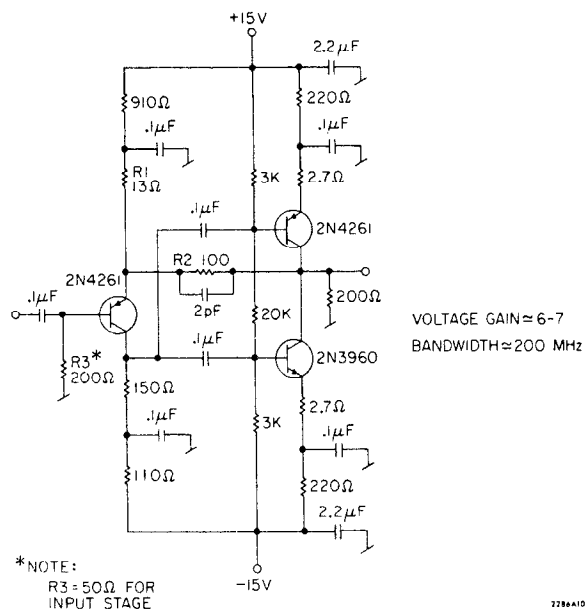 +15V
2.2µF
910Ω
220Ω
.1µF
.1µF
R1
13Ω
3K
2.7Ω
.1µF
2N4261
R2 100
2N4261
2pF
.1µF
20K
200Ω
VOLTAGE GAIN≃6-7
BANDWIDTH≃200 MHz
.1µF
2N3960
R3*
200Ω
150Ω
2.7Ω
.1µF
3K
.1µF
110Ω
220Ω
2.2µF
-15V
*NOTE:
R3=50Ω FOR
INPUT STAGE
7786A10